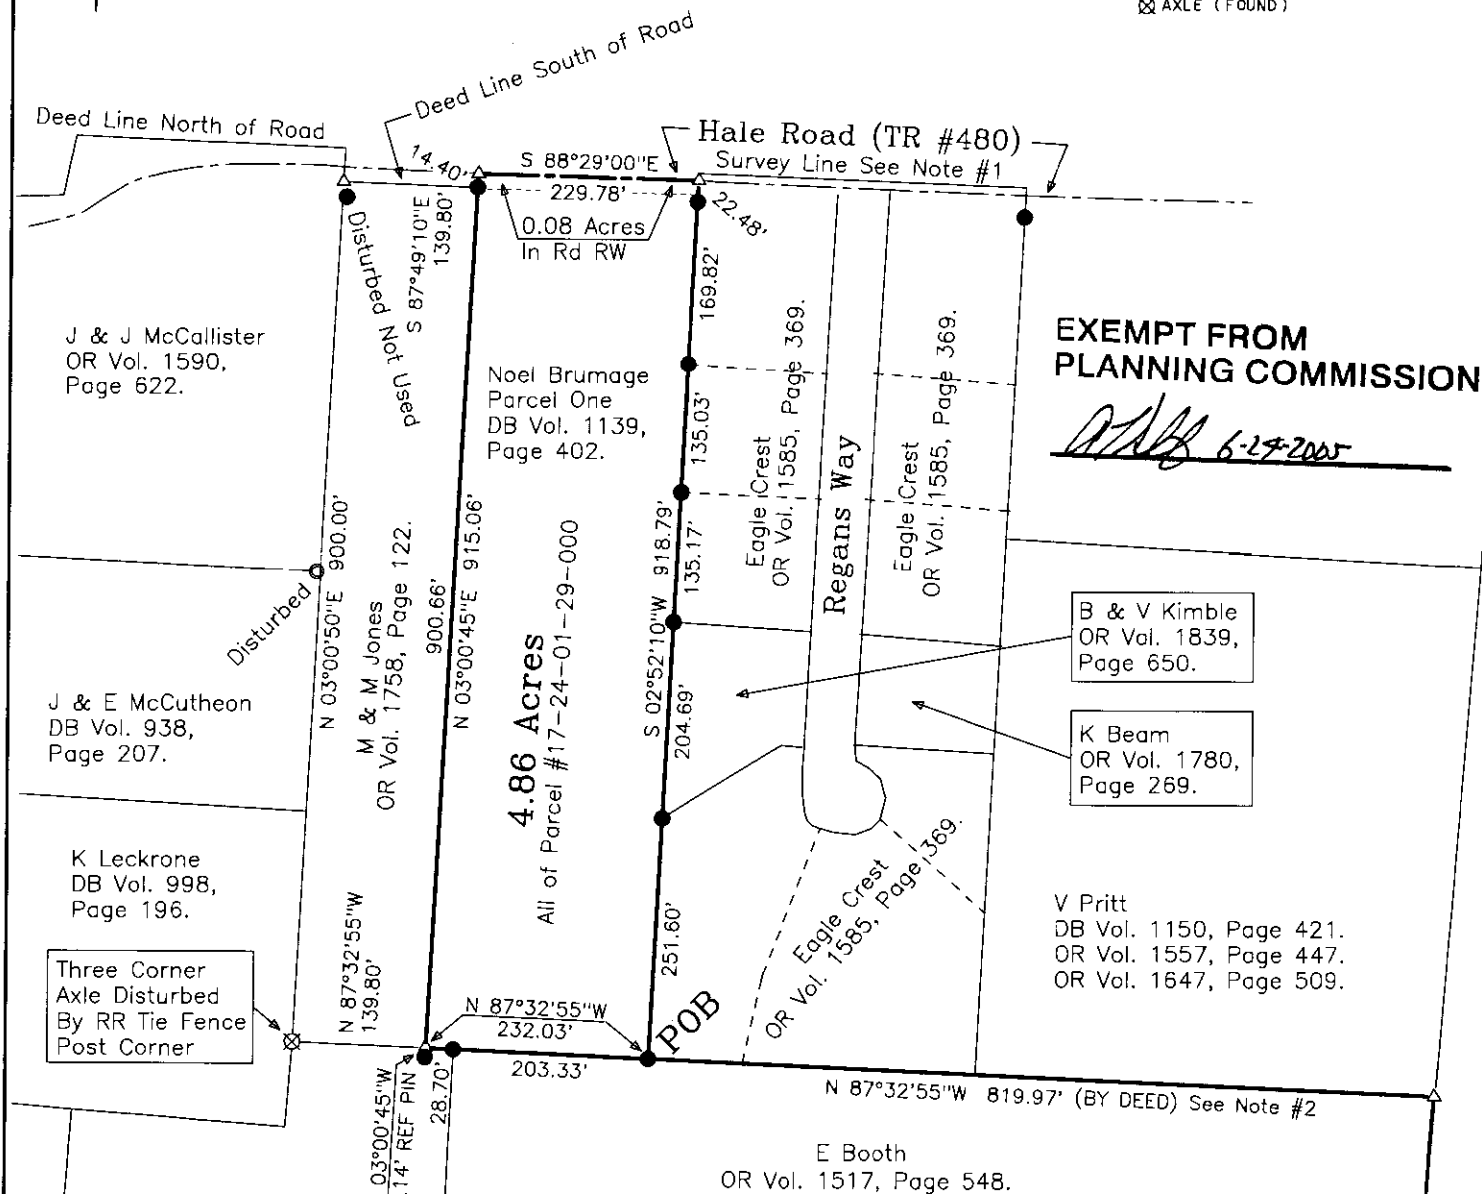 AXLE (FOUND)
Deed Line South of Road
Deed Line North of Road
Hale Road (TR #480)
Survey Line See Note #1
14.40'
S 88°29'00"E
229.78'
22.48'
0.08 Acres
In Rd RW
S 87°49'10"E
139.80'
Disturbed Not Used
169.82'
J & J McCallister
OR Vol. 1590,
Page 622.
Noel Brumage
Parcel One
DB Vol. 1139,
Page 402.
135.03'
Eagle Crest
OR Vol. 1585, Page 369.
Regans Way
Eagle Crest
OR Vol. 1585, Page 369.
EXEMPT FROM
PLANNING COMMISSION
6-24-2005
N 03°00'50"E 900.00'
Disturbed
M & M Jones
OR Vol. 1758, Page 122.
900.66'
N 03°00'45"E 915.06'
4.86 Acres
All of Parcel #17-24-01-29-000
S 02°52'10"W 918.79'
135.17'
204.69'
251.60'
B & V Kimble
OR Vol. 1839,
Page 650.
K Beam
OR Vol. 1780,
Page 269.
J & E McCutheon
DB Vol. 938,
Page 207.
K Leckrone
DB Vol. 998,
Page 196.
Three Corner
Axle Disturbed
By RR Tie Fence
Post Corner
N 87°32'55"W
139.80'
N 87°32'55"W
232.03'
203.33'
POB
Eagle Crest
OR Vol. 1585, Page 369.
V Pritt
DB Vol. 1150, Page 421.
OR Vol. 1557, Page 447.
OR Vol. 1647, Page 509.
N 87°32'55"W 819.97' (BY DEED) See Note #2
03°00'45"W
.14' REF PIN
28.70'
E Booth
OR Vol. 1517, Page 548.